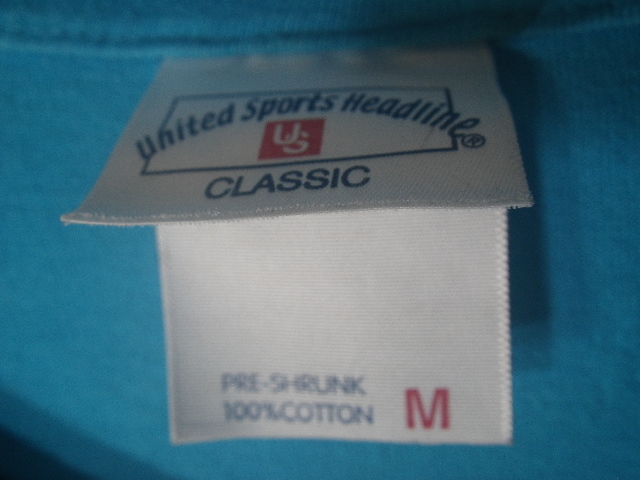 United Sports Headline®
US
CLASSIC
PRE-SHRUNK
100%COTTON M